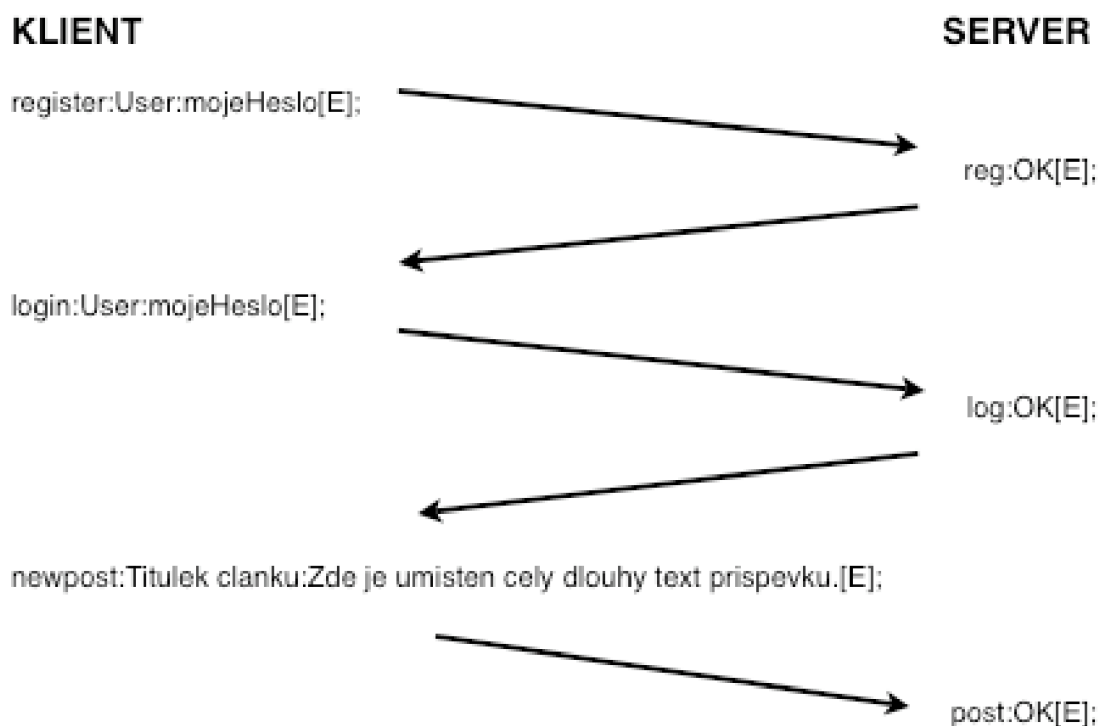 KLIENT
SERVER
register:User:mojeHeslo[E];
reg:OK[E];
login:User:mojeHeslo[E];
log:OK[E];
newpost:Titulek clanku:Zde je umisten cely dlouhy text prispevku.[E];
post:OK[E];